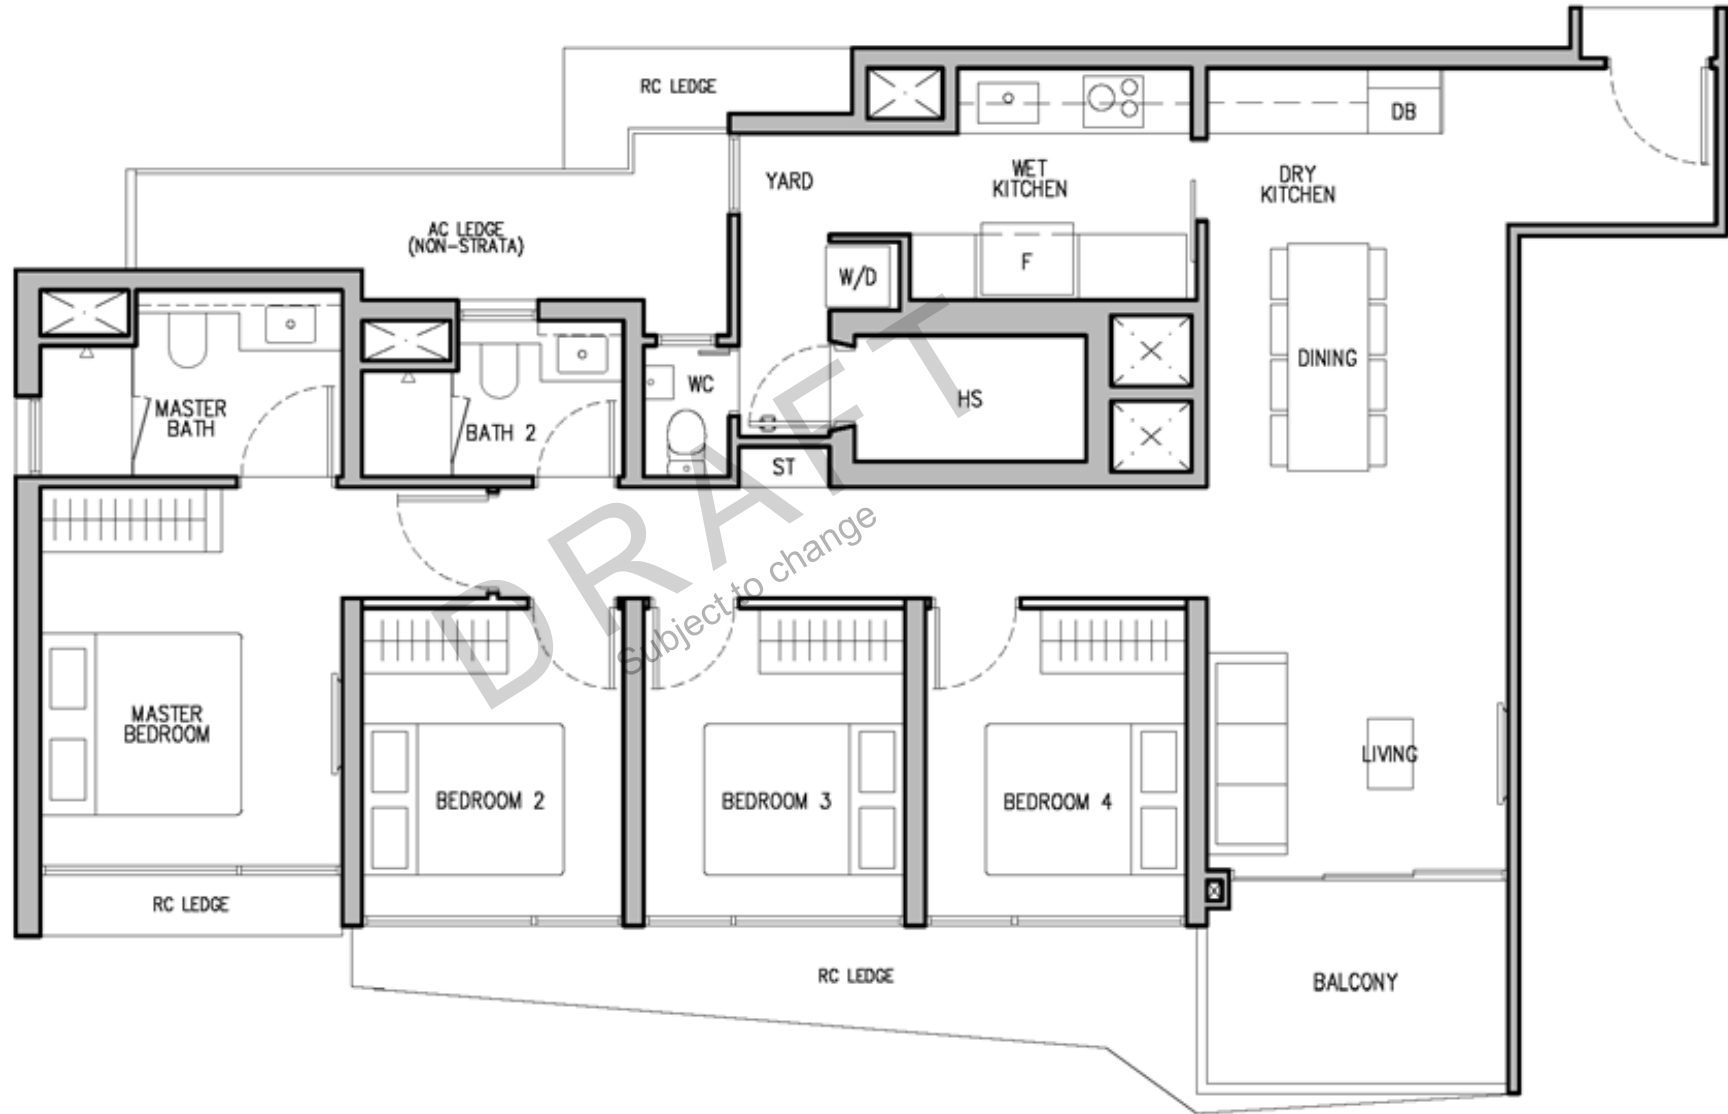 RC LEDGE
DB
YARD
WET
KITCHEN
DRY
KITCHEN
AC LEDGE
(NON-STRATA)
F
W/D
DINING
WC
HS
MASTER
BATH
BATH 2
ST
DRAFT
Subject to change
MASTER
BEDROOM
LIVING
BEDROOM 2
BEDROOM 3
BEDROOM 4
RC LEDGE
RC LEDGE
BALCONY